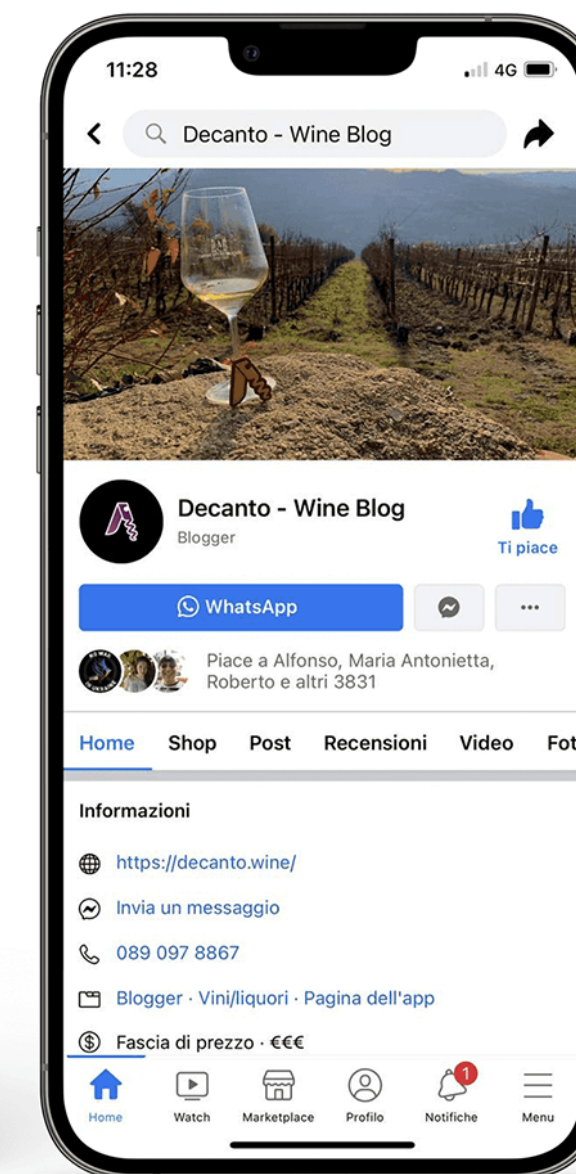 11:28
4G
Decanto - Wine Blog
Decanto - Wine Blog
Blogger
Ti piace
WhatsApp
Piace a Alfonso, Maria Antonietta,
Roberto e altri 3831
Home Shop Post Recensioni Video Fot
Informazioni
https://decanto.wine/
Invia un messaggio
089 097 8867
Blogger · Vini/liquori · Pagina dell'app
Fascia di prezzo · €€€
1
Home Watch Marketplace Profilo Notifiche Menu